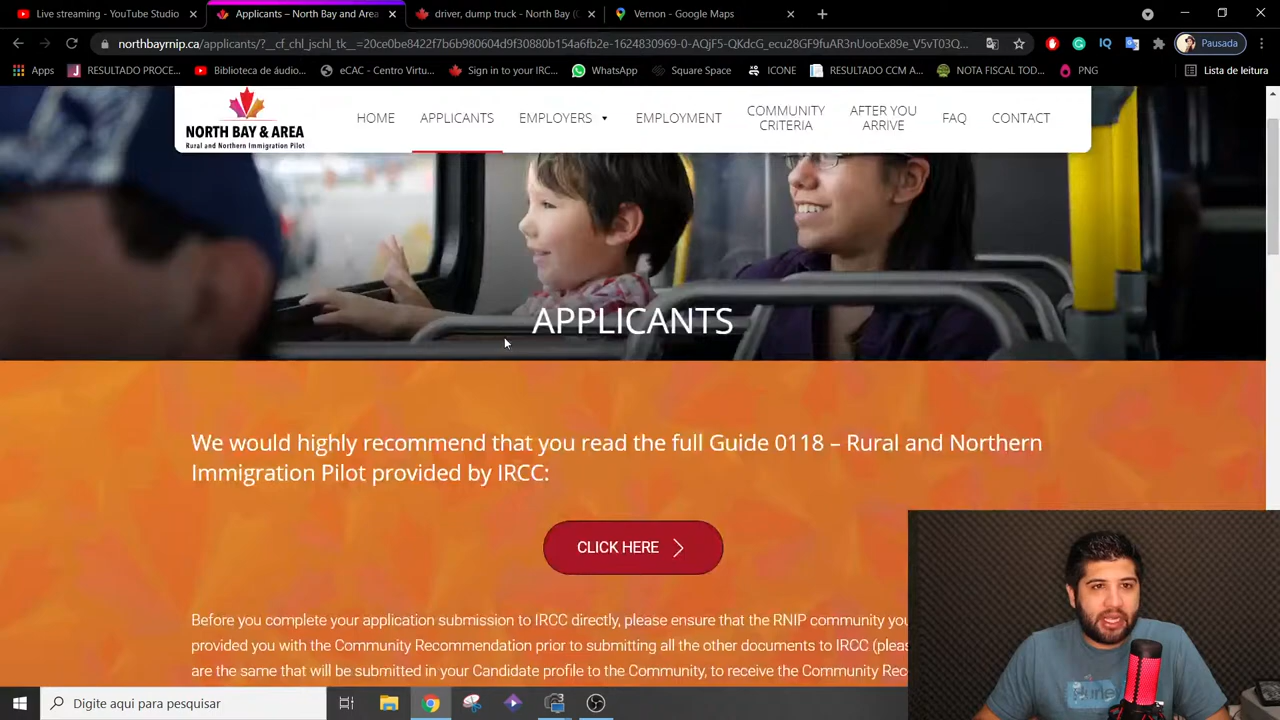 Live streaming - YouTube Studio
Applicants – North Bay and Area
driver, dump truck - North Bay (
Vernon - Google Maps
northbayrnip.ca/applicants/?__cf_chl_jschl_tk__=20ce0be8422f7b6b980604d9f30880b154a6fb2e-1624830969-0-AQjF5-QKdcG_ecu28GF9fuAR3nUooEx89e_V5vT03Q...
Pausada
Apps
RESULTADO PROCE...
Biblioteca de áudio...
eCAC - Centro Virtu...
Sign in to your IRC...
WhatsApp
Square Space
ICONE
RESULTADO CCM A...
NOTA FISCAL TOD...
PNG
Lista de leitura
NORTH BAY & AREA
Rural and Northern Immigration Pilot
HOME
APPLICANTS
EMPLOYERS
EMPLOYMENT
COMMUNITY
CRITERIA
AFTER YOU
ARRIVE
FAQ
CONTACT
APPLICANTS
We would highly recommend that you read the full Guide 0118 – Rural and Northern
Immigration Pilot provided by IRCC:
CLICK HERE
Before you complete your application submission to IRCC directly, please ensure that the RNIP community you
provided you with the Community Recommendation prior to submitting all the other documents to IRCC (pleas
are the same that will be submitted in your Candidate profile to the Community, to receive the Community Rec
Digite aqui para pesquisar